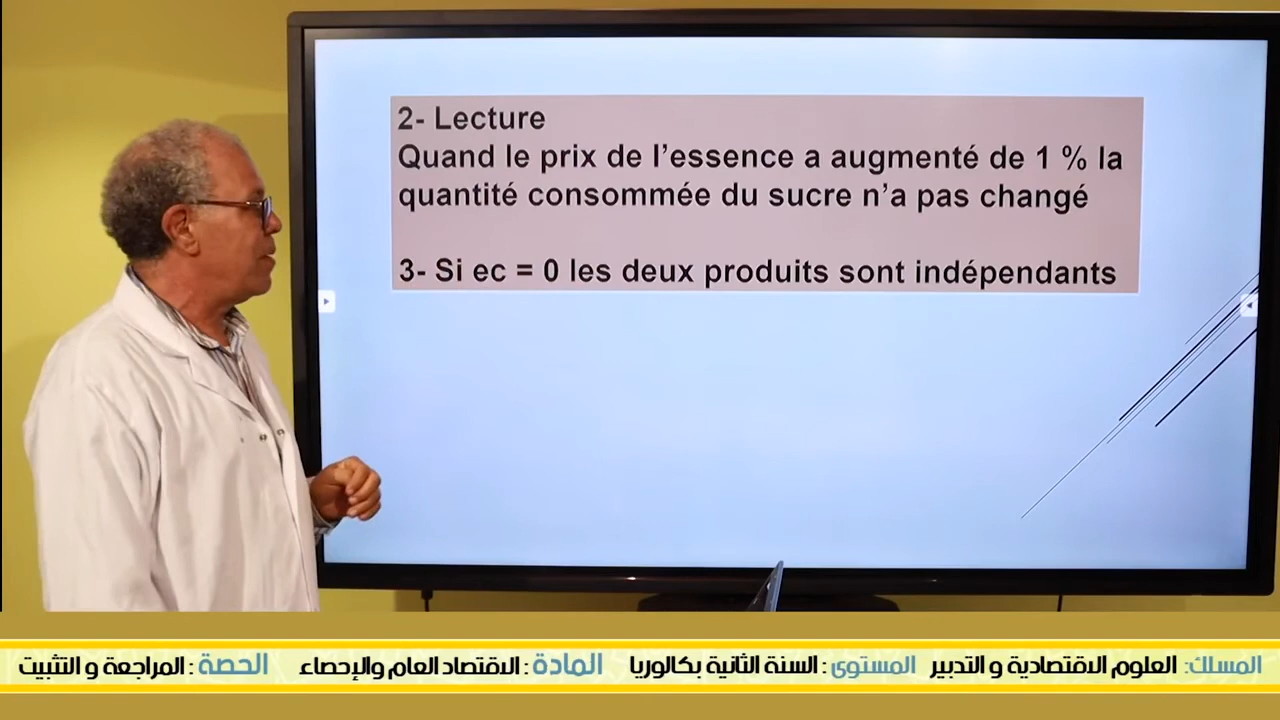 2- Lecture
Quand le prix de l’essence a augmenté de 1 % la
quantité consommée du sucre n’a pas changé
3- Si ec = 0 les deux produits sont indépendants
المسلك: العلوم الاقتصادية و التدبير المستوى : السنة الثانية بكالوريا المادة : الاقتصاد العام والإحصاء الحصة : المراجعة و التثبيت